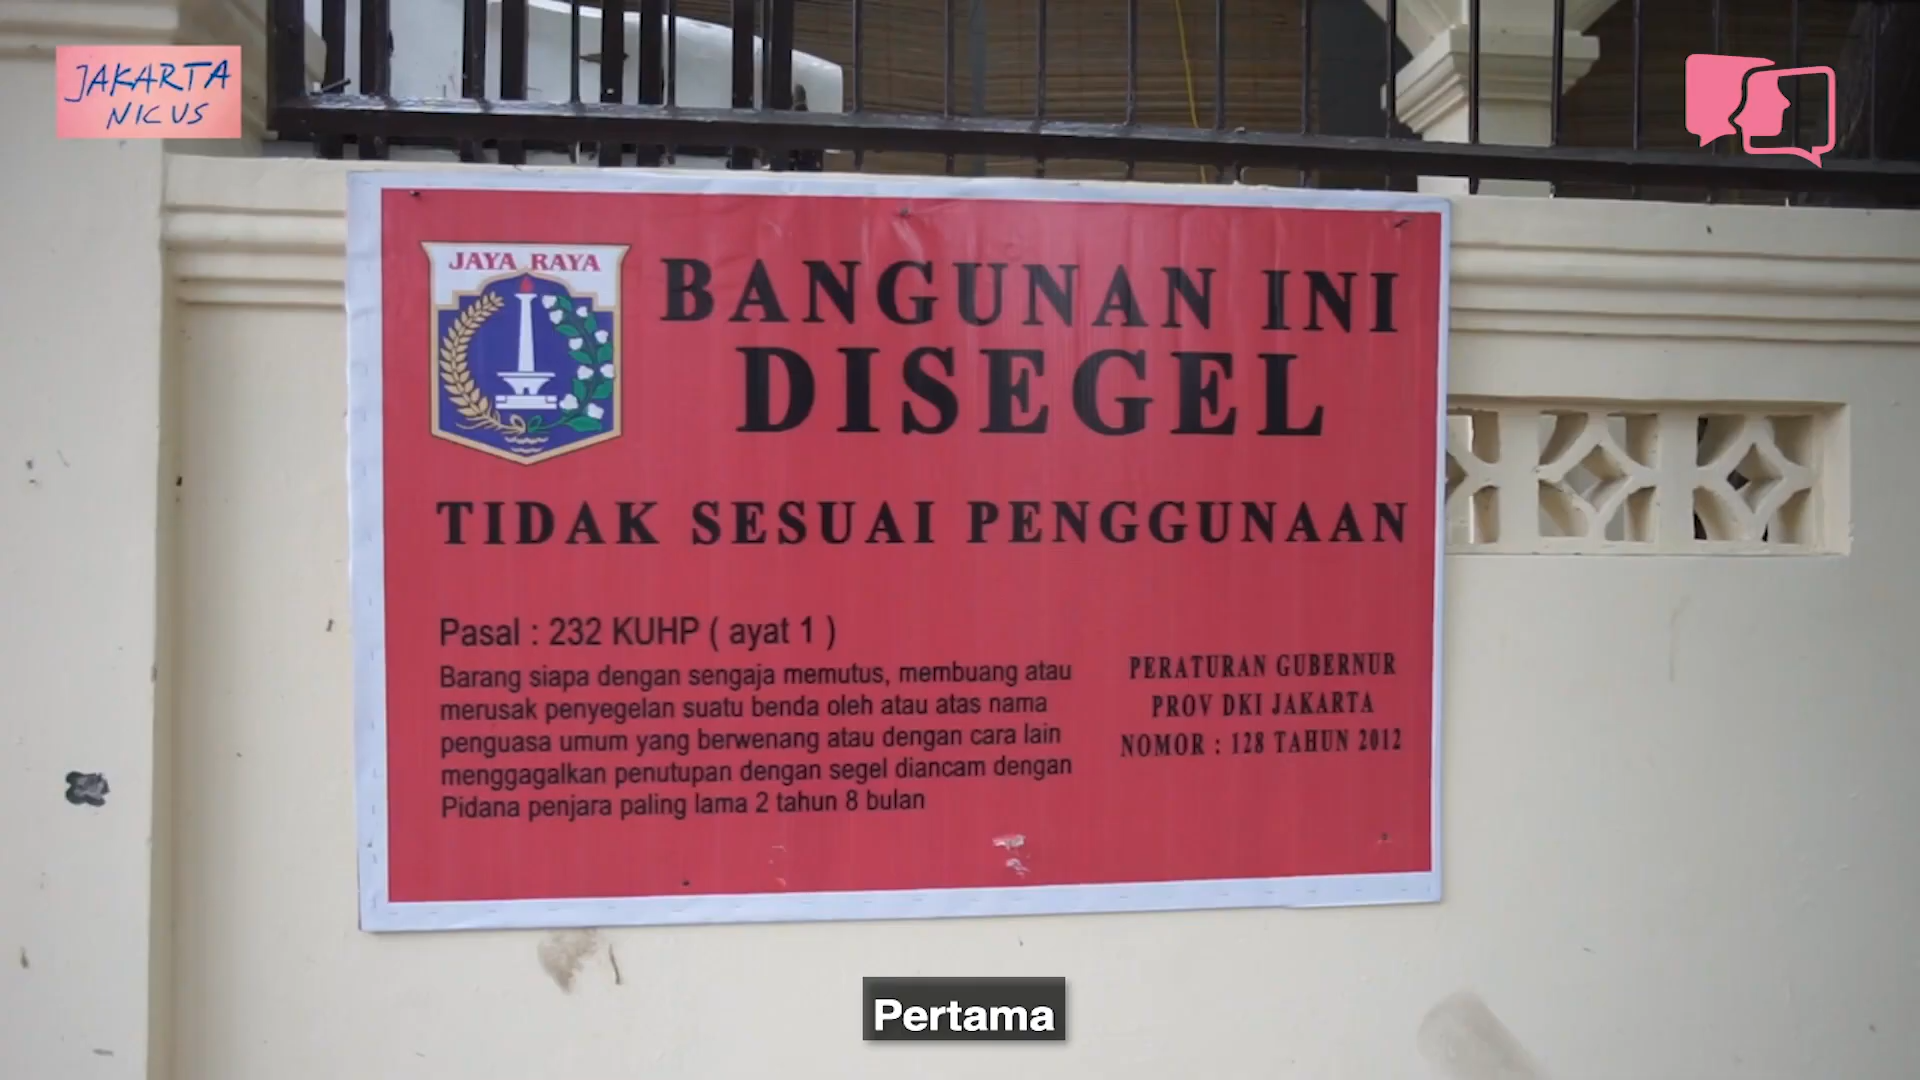 JAKARTA
NICUS
JAYA RAYA
BANGUNAN INI
DISEGEL
TIDAK SESUAI PENGGUNAAN
Pasal : 232 KUHP ( ayat 1 )
Barang siapa dengan sengaja memutus, membuang atau
merusak penyegelan suatu benda oleh atau atas nama
penguasa umum yang berwenang atau dengan cara lain
menggagalkan penutupan dengan segel diancam dengan
Pidana penjara paling lama 2 tahun 8 bulan
PERATURAN GUBERNUR
PROV DKI JAKARTA
NOMOR : 128 TAHUN 2012
Pertama